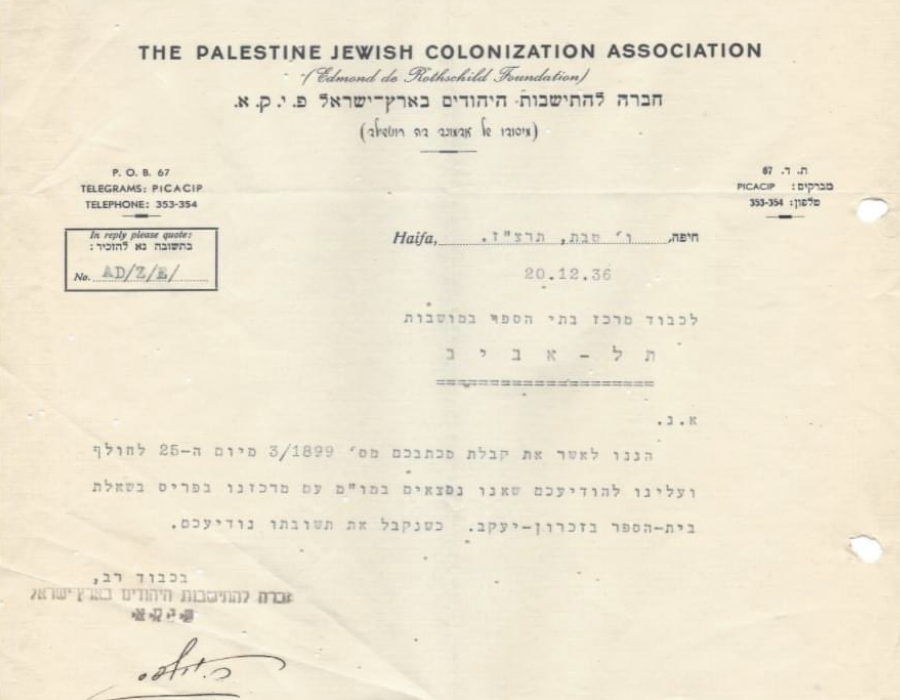 THE PALESTINE JEWISH COLONIZATION ASSOCIATION
(Edmond de Rothschild Foundation)
חברה להתישבות היהודים בארץ־ישראל פ.י.ק.א.
(מיסודו של אדמונד דה רוטשילד)
P. O. B. 67
TELEGRAMS: PICACIP
TELEPHONE: 353-354
ת. ד. 67
מברקים: PICACIP
טלפון: 353-354
In reply please quote:
בתשובה נא להזכיר:
No. AD/Z/E/
Haifa, ו' טבת, תרצ"ז. חיפה,
20.12.36
לכבוד מרכז בתי הספר במושבות
תל-אביב
====================
א.נ.
הננו לאשר את קבלת מכתבכם מס' 3/1899 מיום ה-25 לחולף
ועלינו להודיעכם שאנו נמצאים במו"מ עם מרכזנו בפריס בשאלת
בית-הספר בזכרון-יעקב. כשנקבל את תשובתו נודיעכם.
בכבוד רב,
חברה להתישבות היהודים בארץ ישראל
פיקא